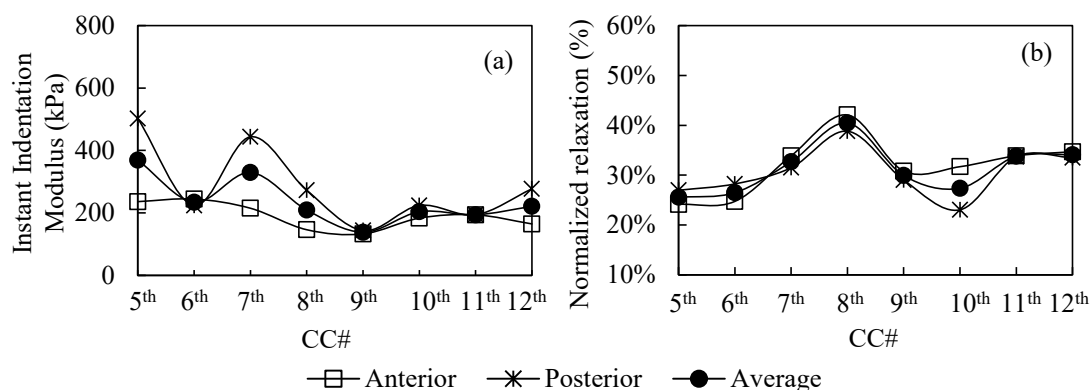 Instant Indentation
Modulus (kPa)
800
600
400
200
0
(a)
5th 6th 7th 8th 9th 10th 11th 12th
CC#
Normalized relaxation (%)
60%
50%
40%
30%
20%
10%
(b)
5th 6th 7th 8th 9th 10th 11th 12th
CC#
Anterior Posterior Average